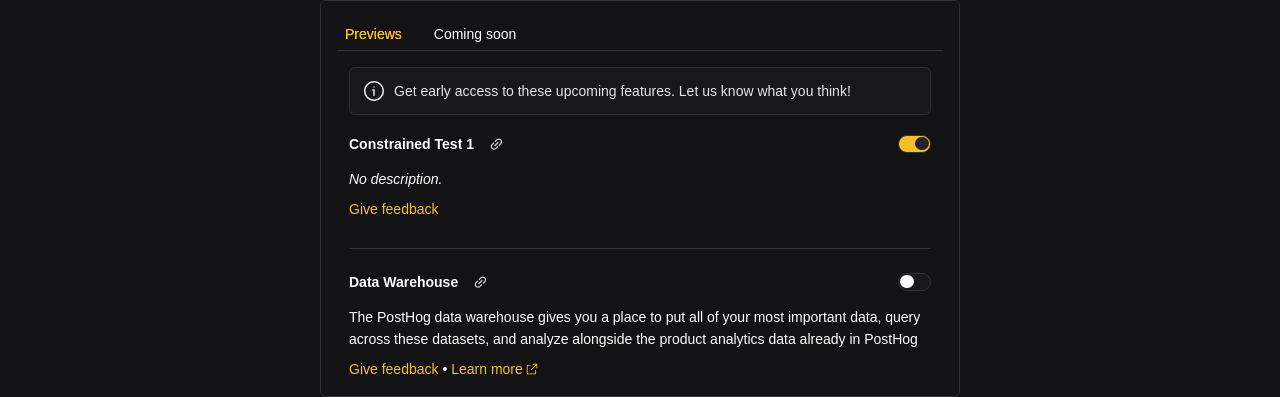 Previews Coming soon
Get early access to these upcoming features. Let us know what you think!
Constrained Test 1
No description.
Give feedback
Data Warehouse
The PostHog data warehouse gives you a place to put all of your most important data, query
across these datasets, and analyze alongside the product analytics data already in PostHog
Give feedback • Learn more